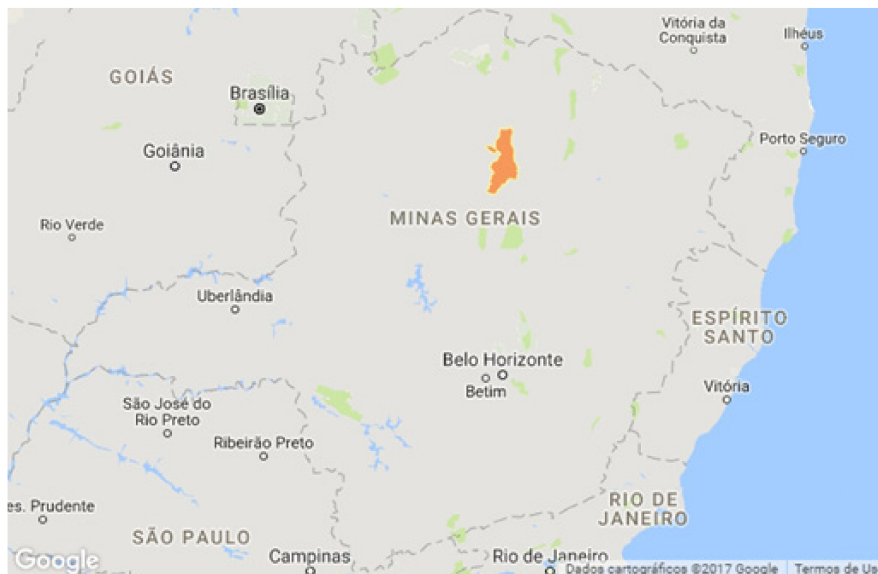 Vitória da
Conquista
Ilhéus
GOIÁS
Brasília
Goiânia
Porto Seguro
Rio Verde
MINAS GERAIS
Uberlândia
ESPÍRITO
SANTO
Belo Horizonte
Betim
Vitória
São José do
Rio Preto
Ribeirão Preto
es. Prudente
RIO DE
JANEIRO
SÃO PAULO
Campinas
Rio de Janeiro
Google
Dados cartográficos ©2017 Google
Termos de Us